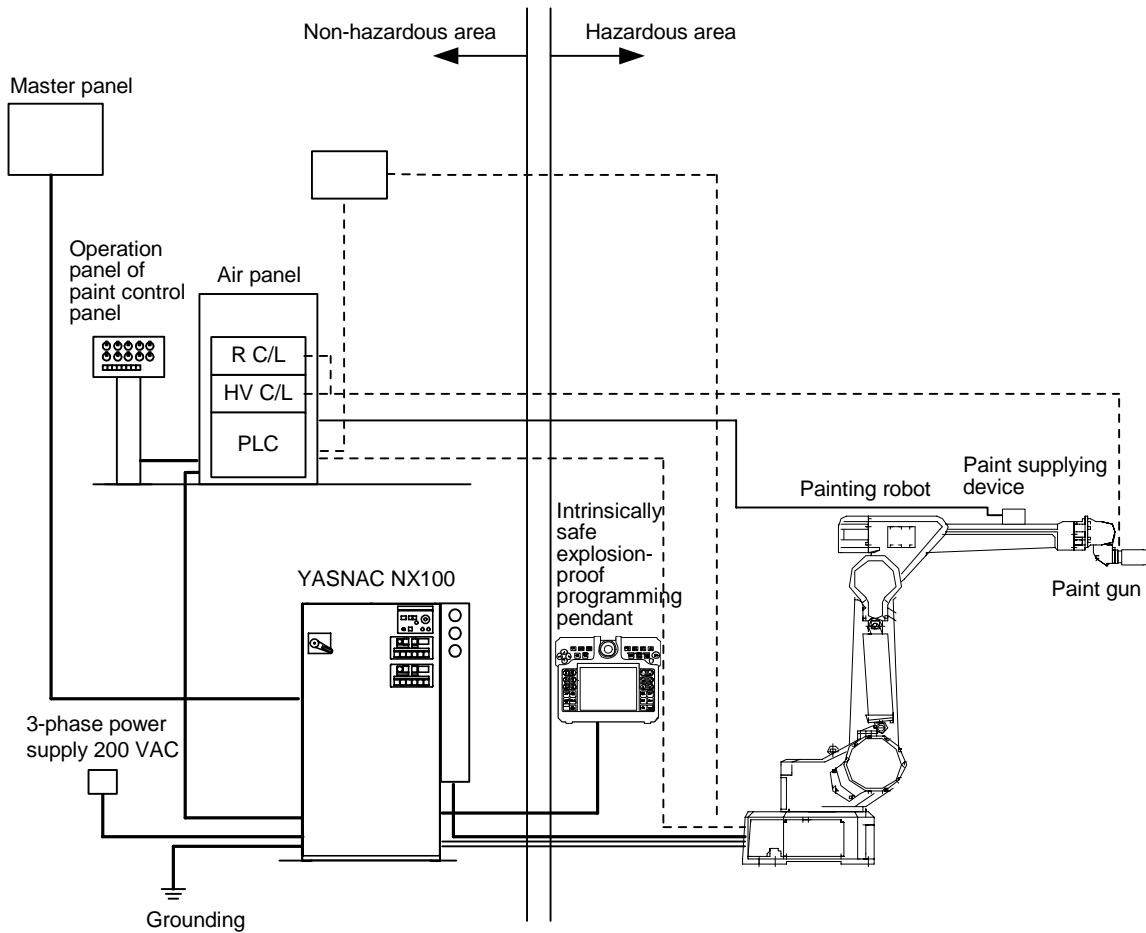 Non-hazardous area
Hazardous area
Master panel
Operation
panel of
paint control
panel
Air panel
R C/L
HV C/L
PLC
Paint supplying
device
Painting robot
Intrinsically
safe
explosion-
proof
programming
pendant
Paint gun
YASNAC NX100
3-phase power
supply 200 VAC
Grounding